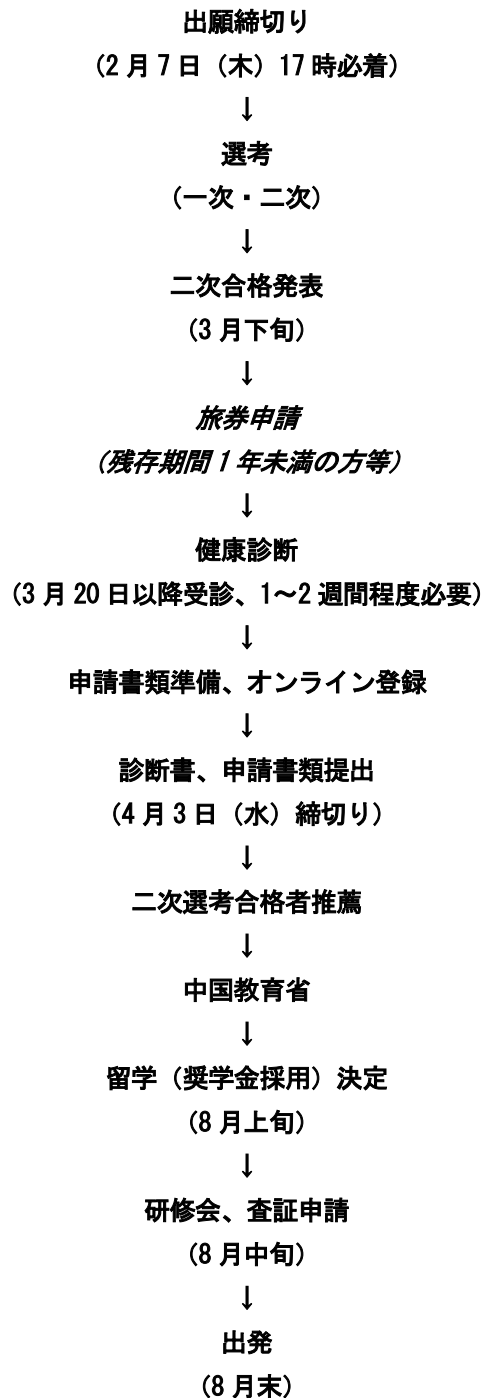 出願締切り
(2月7日（木）17時必着)
↓
選考
(一次・二次)
↓
二次合格発表
(3月下旬)
↓
旅券申請
(残存期間1年未満の方等)
↓
健康診断
(3月20日以降受診、1～2週間程度必要)
↓
申請書類準備、オンライン登録
↓
診断書、申請書類提出
(4月3日（水）締切り)
↓
二次選考合格者推薦
↓
中国教育省
↓
留学（奨学金採用）決定
(8月上旬)
↓
研修会、査証申請
(8月中旬)
↓
出発
(8月末)